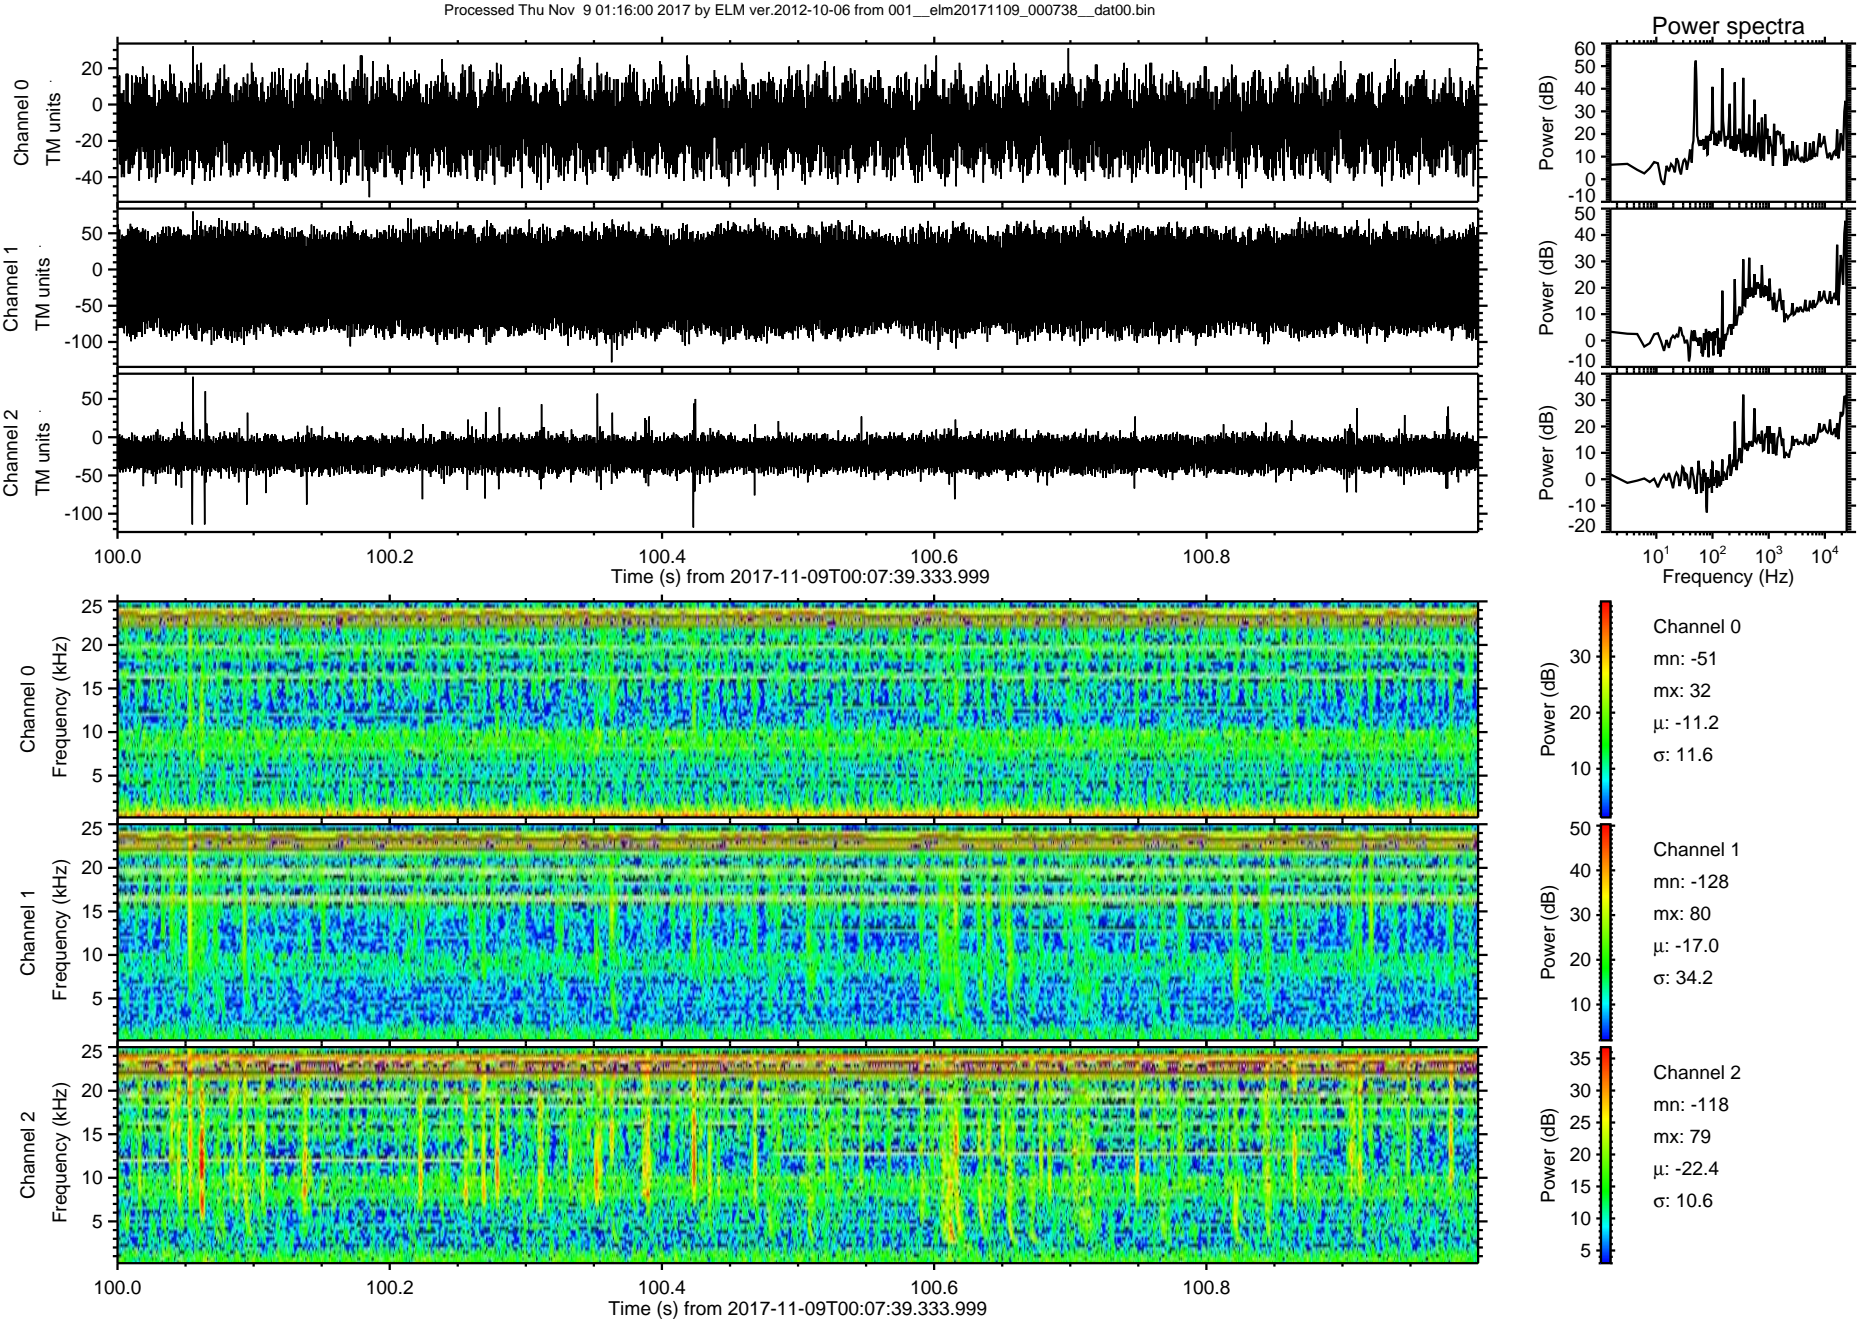 Processed Thu Nov  9 01:16:00 2017 by ELM ver.2012-10-06 from 001__elm20171109_000738__dat00.bin
Power spectra
Channel 0
TM units
20
0
-20
-40
Power (dB)
60
50
40
30
20
10
0
-10
Channel 1
TM units
50
0
-50
-100
Power (dB)
50
40
30
20
10
0
-10
Channel 2
TM units
50
0
-50
-100
Power (dB)
40
30
20
10
0
-10
-20
100.0 100.2 100.4 100.6 100.8
Time (s) from 2017-11-09T00:07:39.333.999
10¹ 10² 10³ 10⁴
Frequency (Hz)
Channel 0
Frequency (kHz)
25
20
15
10
5
Power (dB)
30
20
10
Channel 0
mn: -51
mx: 32
μ: -11.2
σ: 11.6
Channel 1
Frequency (kHz)
25
20
15
10
5
Power (dB)
50
40
30
20
10
Channel 1
mn: -128
mx: 80
μ: -17.0
σ: 34.2
Channel 2
Frequency (kHz)
25
20
15
10
5
Power (dB)
35
30
25
20
15
10
5
Channel 2
mn: -118
mx: 79
μ: -22.4
σ: 10.6
100.0 100.2 100.4 100.6 100.8
Time (s) from 2017-11-09T00:07:39.333.999